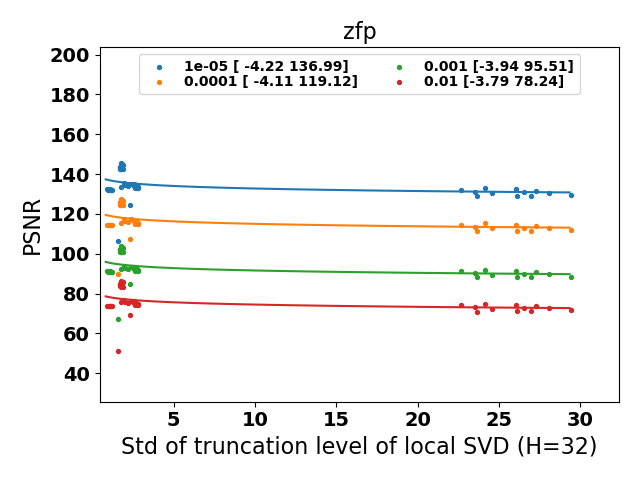 zfp
1e-05 [ -4.22 136.99]
0.0001 [ -4.11 119.12]
0.001 [-3.94 95.51]
0.01 [-3.79 78.24]
PSNR
200
180
160
140
120
100
80
60
40
5 10 15 20 25 30
Std of truncation level of local SVD (H=32)